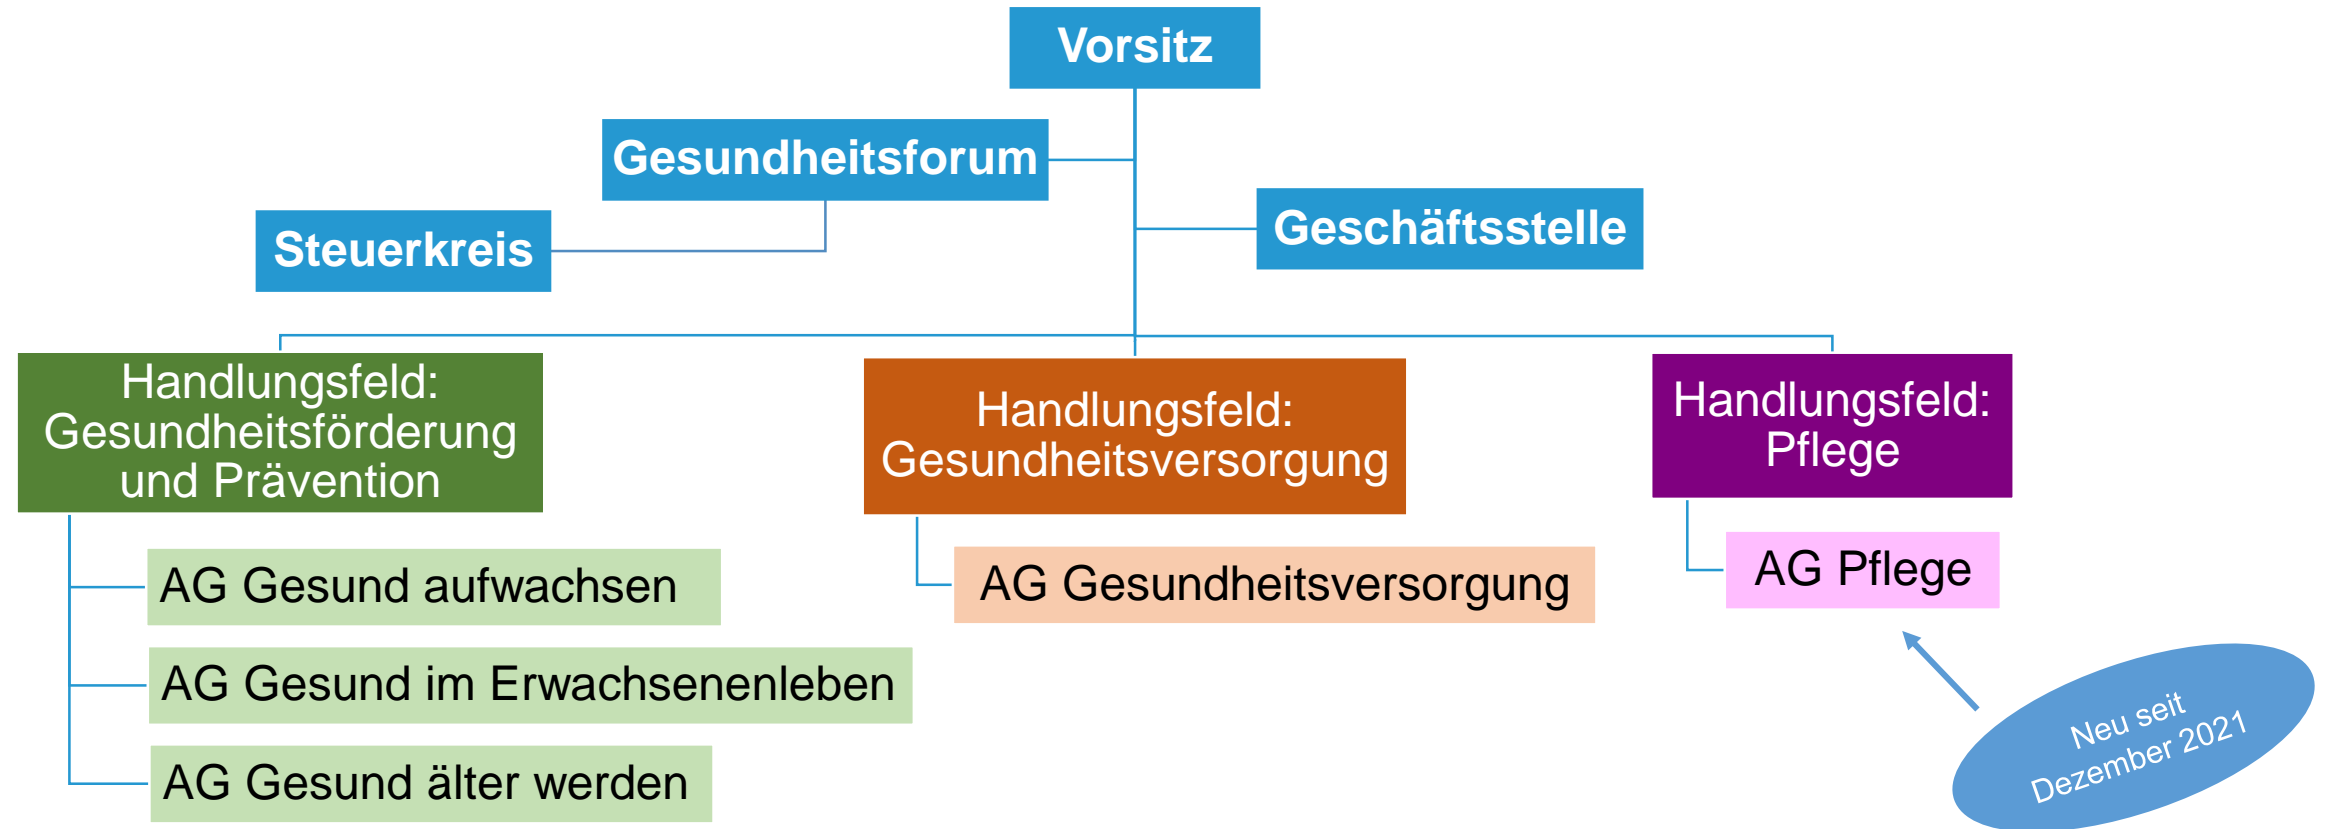 Vorsitz
Gesundheitsforum
Geschäftsstelle
Steuerkreis
Handlungsfeld:
Gesundheitsförderung
und Prävention
AG Gesund aufwachsen
AG Gesund im Erwachsenenleben
AG Gesund älter werden
Handlungsfeld:
Gesundheitsversorgung
AG Gesundheitsversorgung
Handlungsfeld:
Pflege
AG Pflege
Neu seit
Dezember 2021